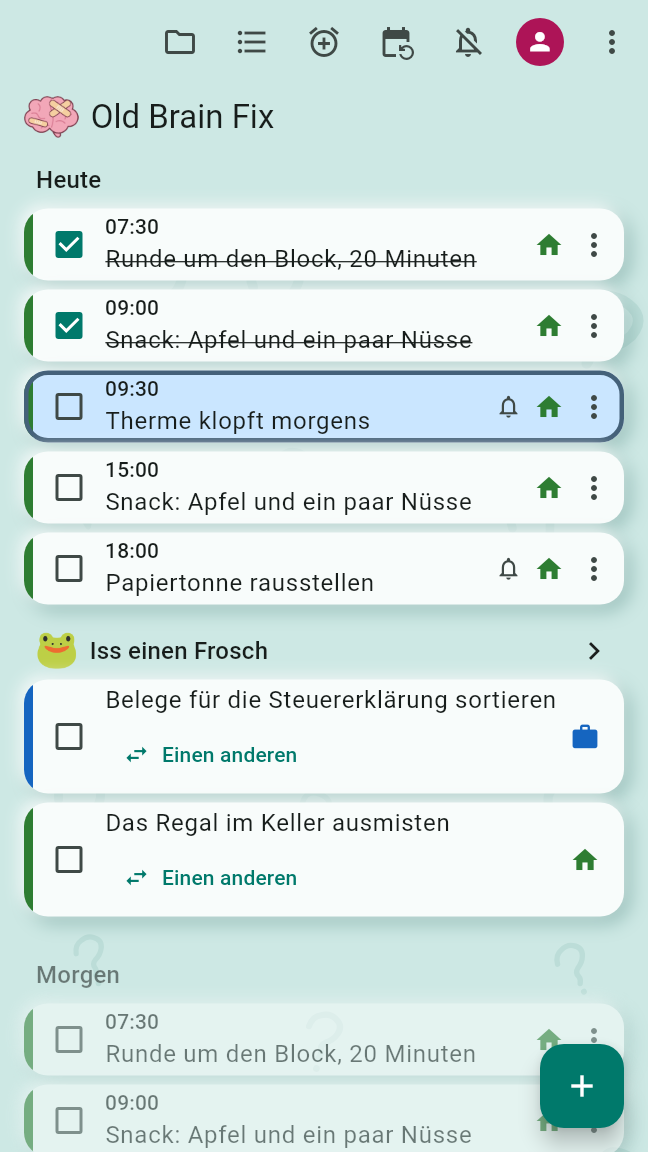 Old Brain Fix
Heute
07:30
Runde um den Block, 20 Minuten
09:00
Snack: Apfel und ein paar Nüsse
09:30
Therme klopft morgens
15:00
Snack: Apfel und ein paar Nüsse
18:00
Papiertonne rausstellen
Iss einen Frosch
Belege für die Steuererklärung sortieren
Einen anderen
Das Regal im Keller ausmisten
Einen anderen
Morgen
07:30
Runde um den Block, 20 Minuten
09:00
Snack: Apfel und ein paar Nüsse